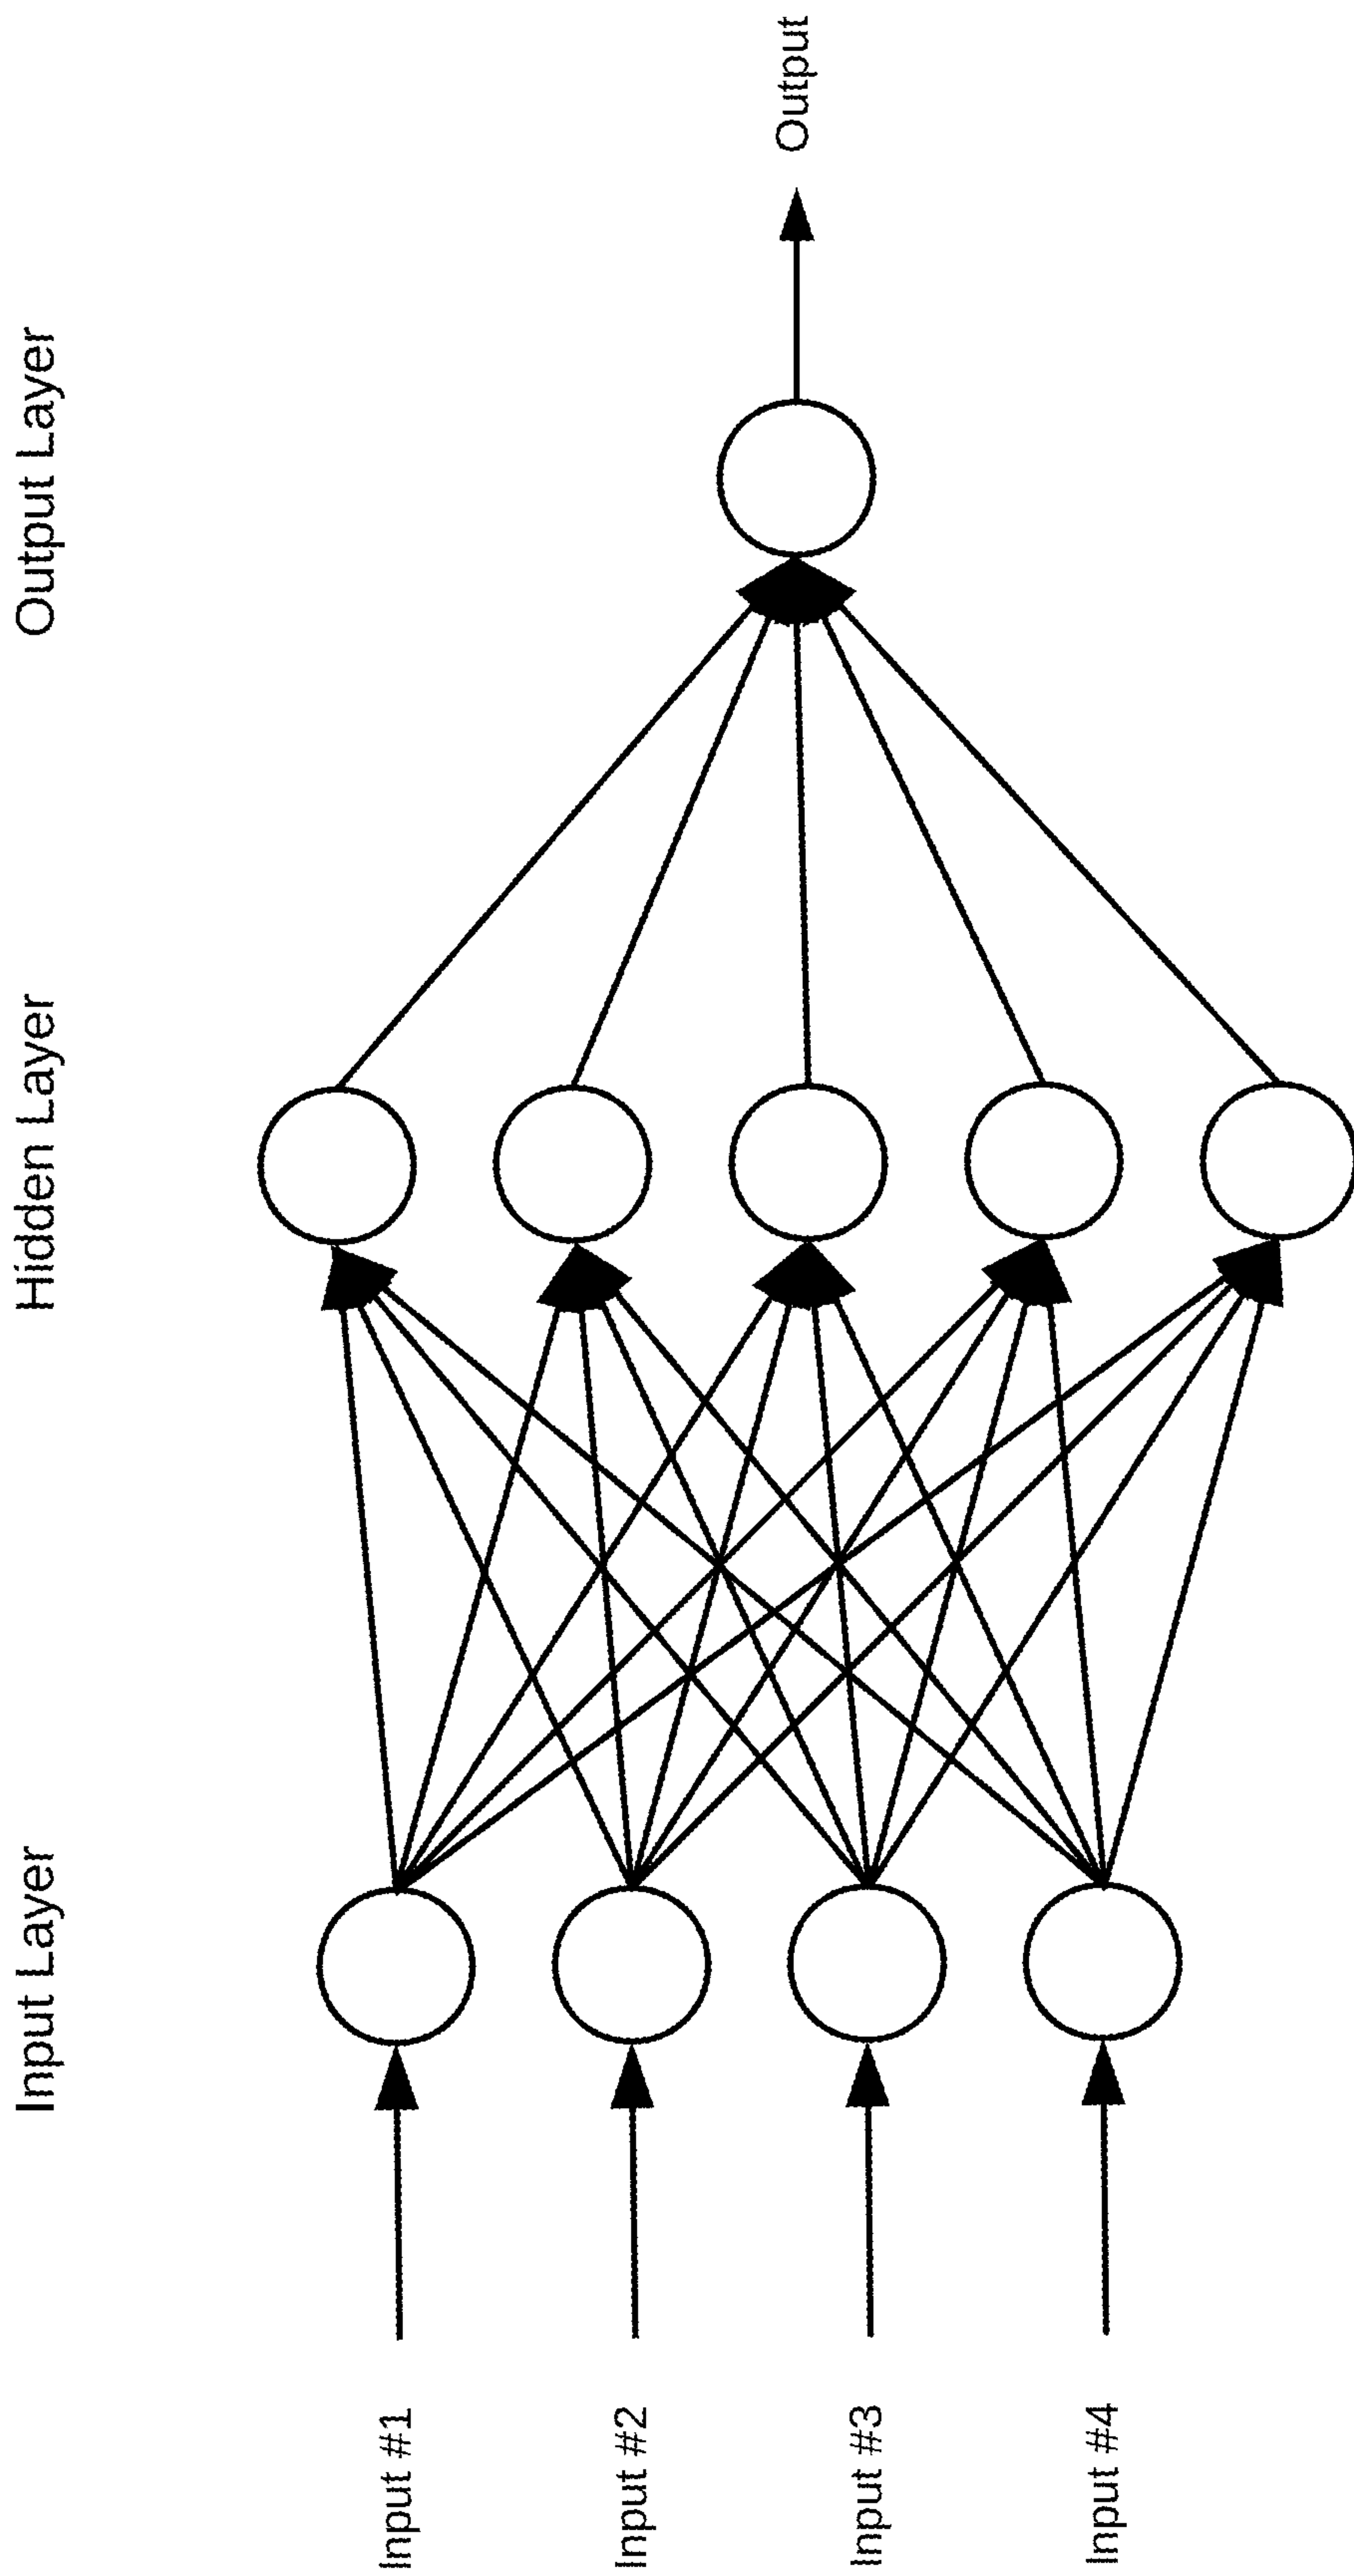 Input Layer
Hidden Layer
Output Layer
Input #1
Input #2
Input #3
Input #4
Output